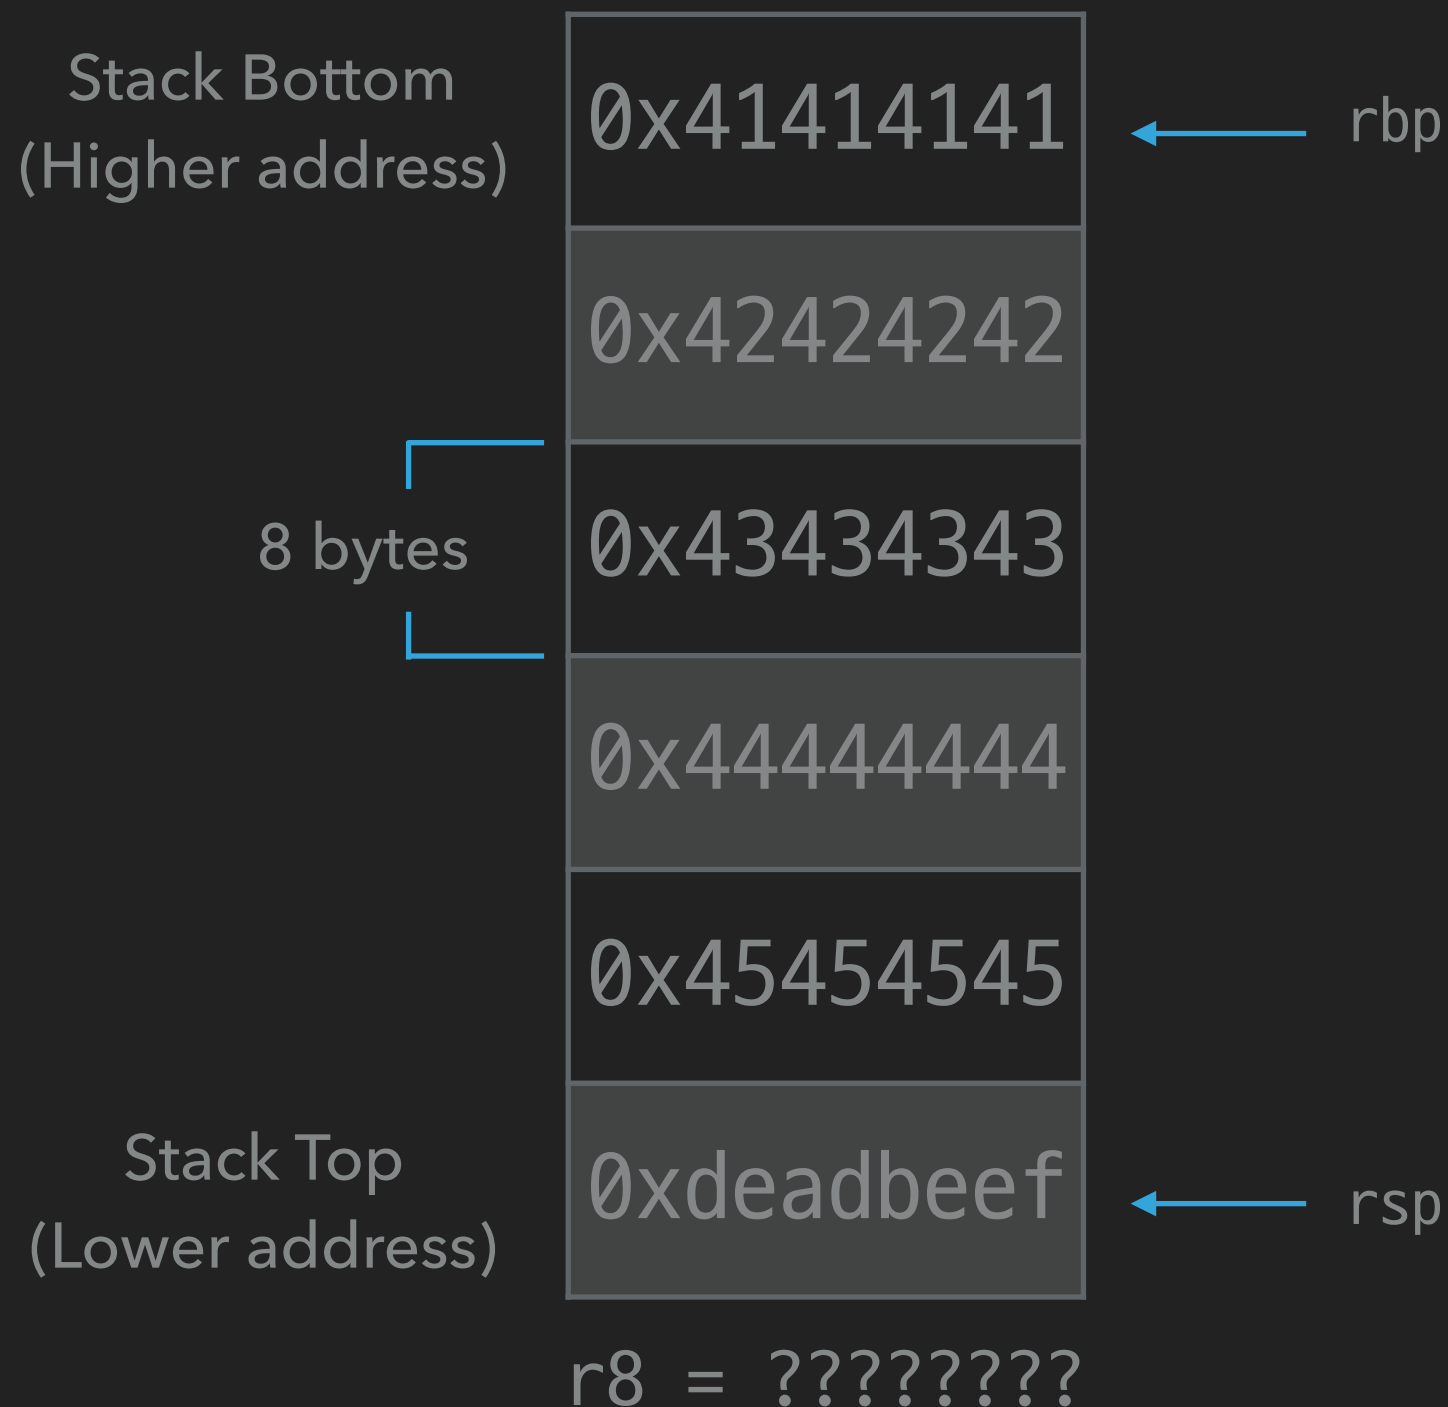 Stack Bottom
(Higher address)
0x41414141
rbp
0x42424242
8 bytes
0x43434343
0x44444444
0x45454545
Stack Top
(Lower address)
0xdeadbeef
rsp
r8 = ????????